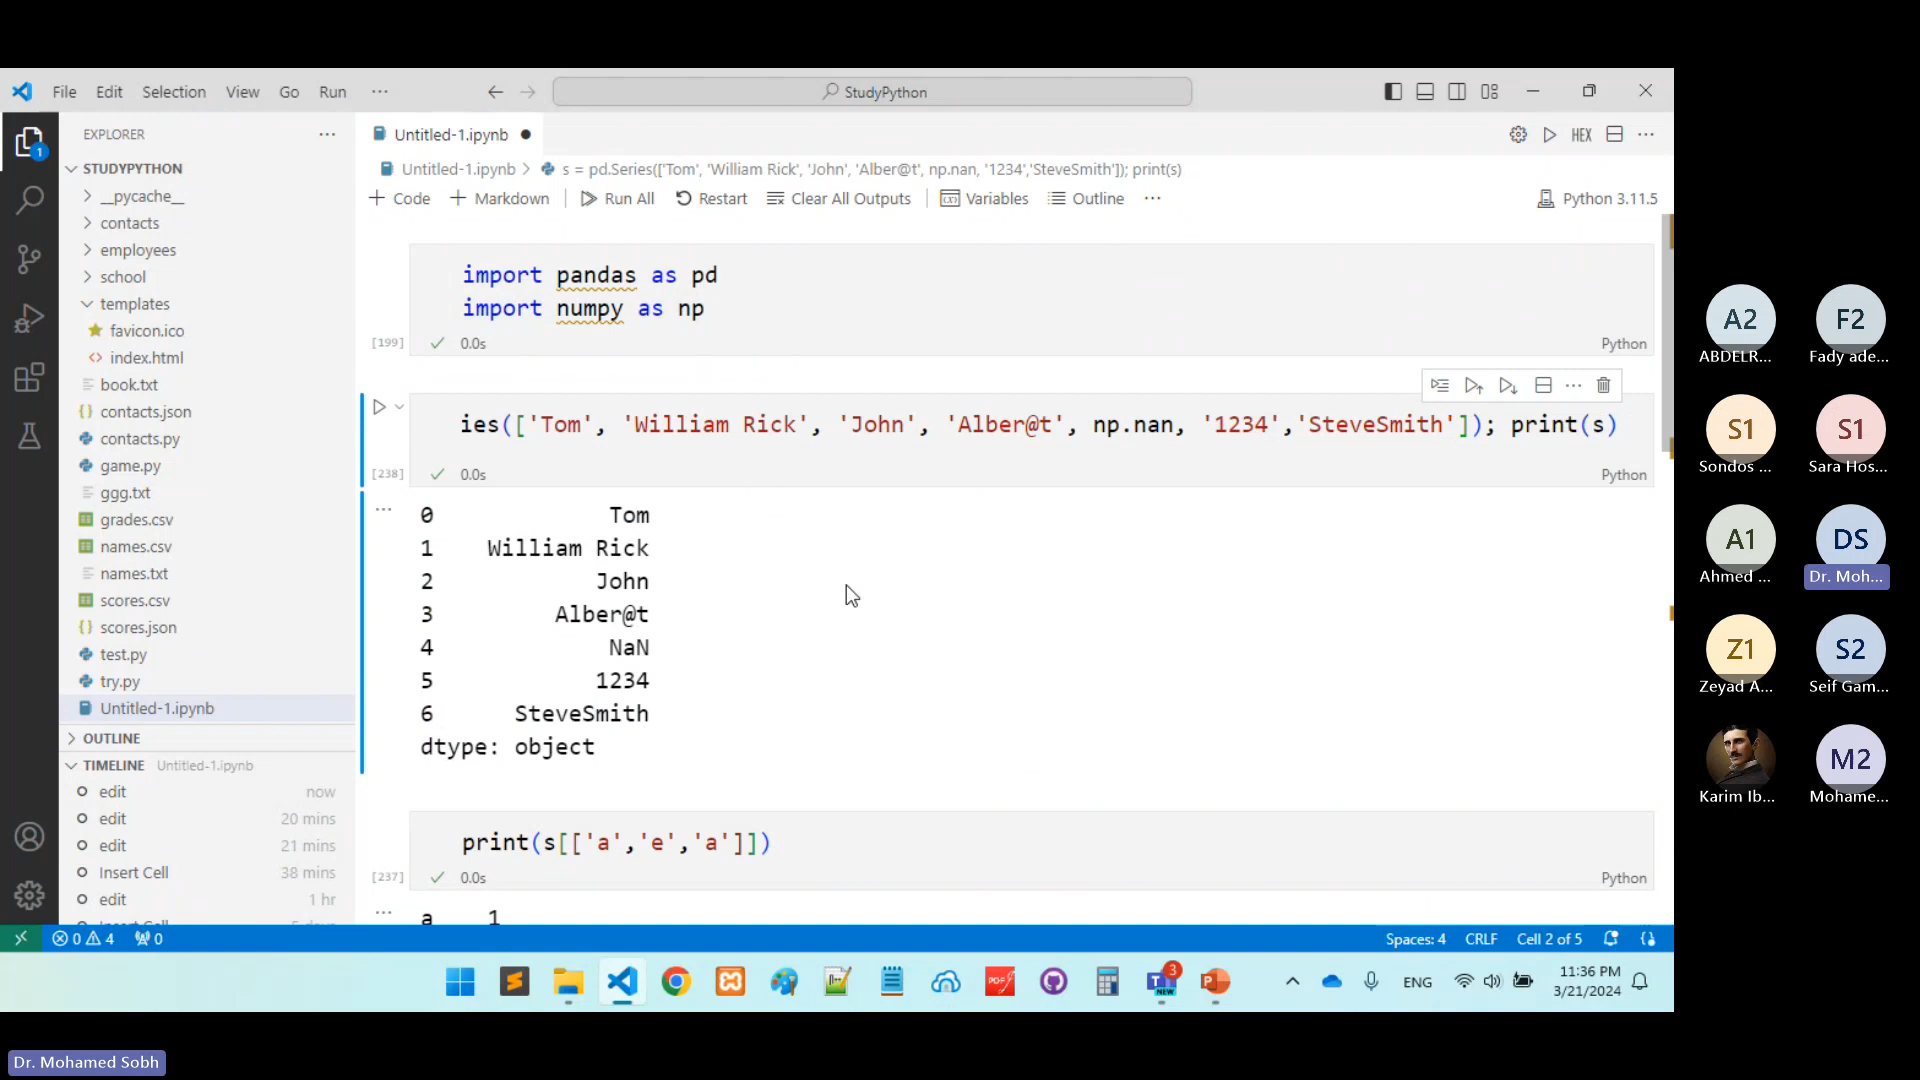 File Edit Selection View Go Run ··· StudyPython
EXPLORER ···
STUDYPYTHON
__pycache__
contacts
employees
school
templates
favicon.ico
index.html
book.txt
contacts.json
contacts.py
game.py
ggg.txt
grades.csv
names.csv
names.txt
scores.csv
scores.json
test.py
try.py
Untitled-1.ipynb
OUTLINE
TIMELINE Untitled-1.ipynb
edit now
edit 20 mins
edit 21 mins
Insert Cell 38 mins
edit 1 hr
Untitled-1.ipynb
HEX
Untitled-1.ipynb > s = pd.Series(['Tom', 'William Rick', 'John', 'Alber@t', np.nan, '1234','SteveSmith']); print(s)
+ Code + Markdown Run All Restart Clear All Outputs Variables Outline ··· Python 3.11.5
import pandas as pd
import numpy as np
[199] 0.0s Python
ies(['Tom', 'William Rick', 'John', 'Alber@t', np.nan, '1234','SteveSmith']); print(s)
[238] 0.0s Python
0 Tom
1 William Rick
2 John
3 Alber@t
4 NaN
5 1234
6 SteveSmith
dtype: object
print(s[['a','e','a']])
[237] 0.0s Python
a 1
0 4 0 Spaces: 4 CRLF Cell 2 of 5
ENG 11:36 PM
3/21/2024
A2 F2
ABDELR... Fady ade...
S1 S1
Sondos ... Sara Hos...
A1 DS
Ahmed ... Dr. Moh...
Z1 S2
Zeyad A... Seif Gam...
M2
Karim Ib... Mohame...
Dr. Mohamed Sobh